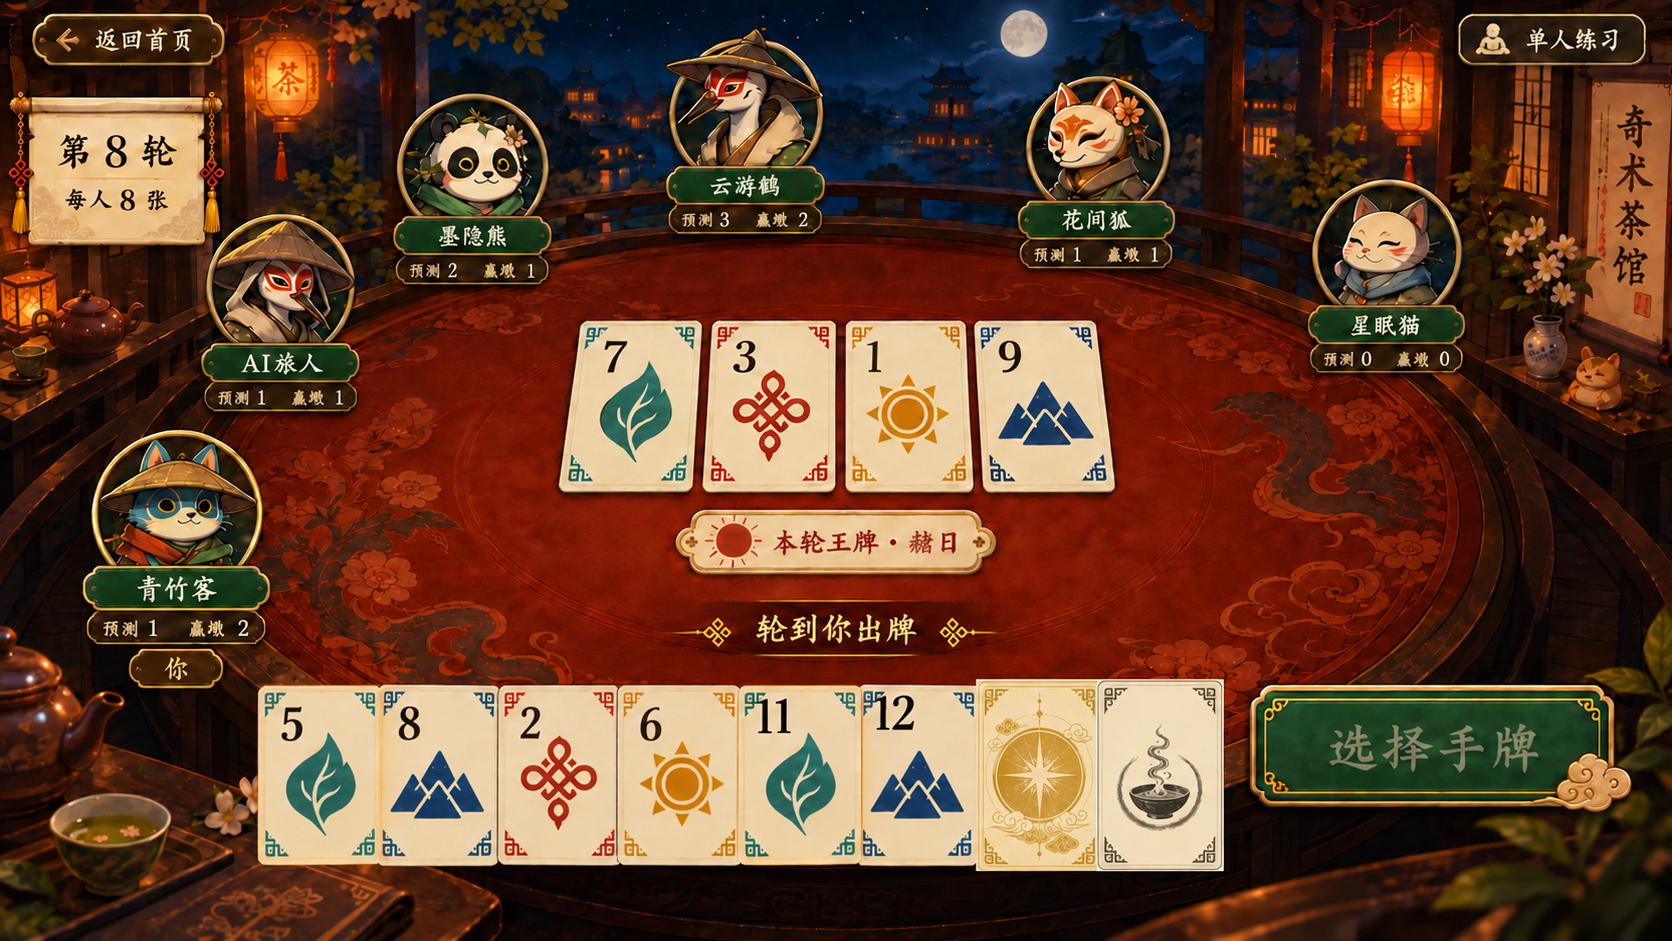 返回首页
单人练习
第8轮
每人8张
茶
熊
奇术茶馆
云游鹤
预测 3 赢墩 2
墨隐熊
预测 2 赢墩 1
花间狐
预测 1 赢墩 1
星眠猫
预测 0 赢墩 0
AI旅人
预测 1 赢墩 1
青竹客
预测 1 赢墩 2
你
7
3
1
9
本轮王牌·赭日
轮到你出牌
5
8
2
6
11
12
选择手牌